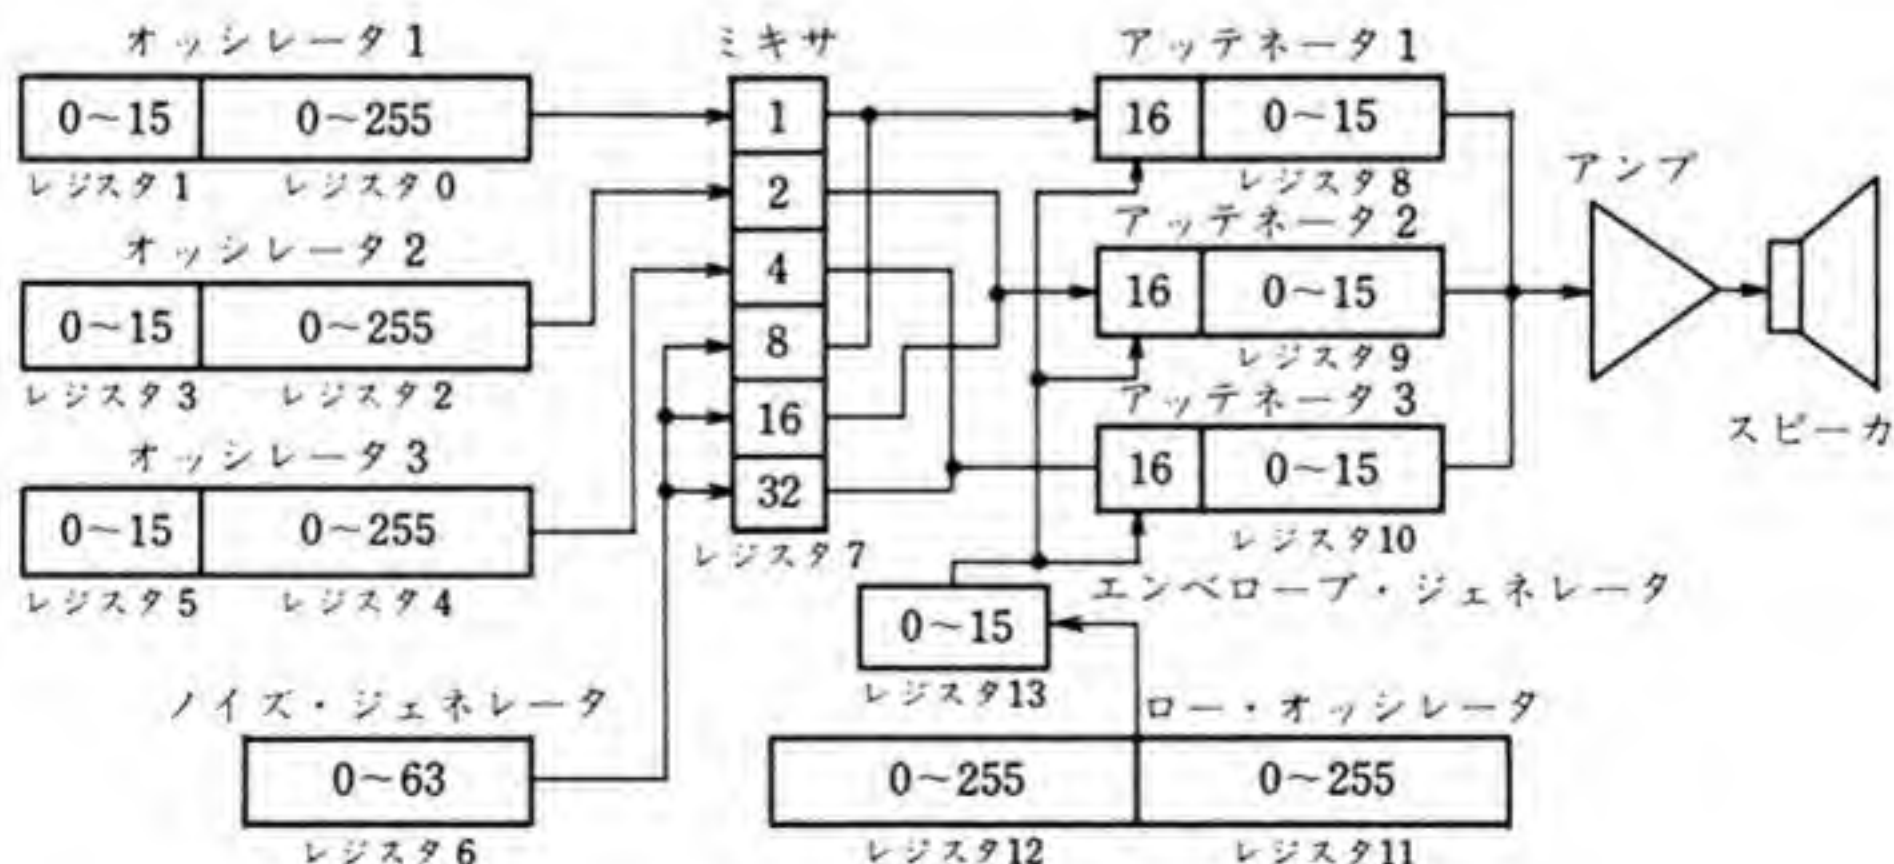 オッシレータ1
0~15 0~255
レジスタ1 レジスタ0
オッシレータ2
0~15 0~255
レジスタ3 レジスタ2
オッシレータ3
0~15 0~255
レジスタ5 レジスタ4
ノイズ・ジェネレータ
0~63
レジスタ6
ミキサ
1
2
4
8
16
32
レジスタ7
アッテネータ1
16 0~15
レジスタ8
アッテネータ2
16 0~15
レジスタ9
アッテネータ3
16 0~15
レジスタ10
アンプ
スピーカ
エンベロープ・ジェネレータ
0~15
レジスタ13
ロー・オッシレータ
0~255 0~255
レジスタ12 レジスタ11